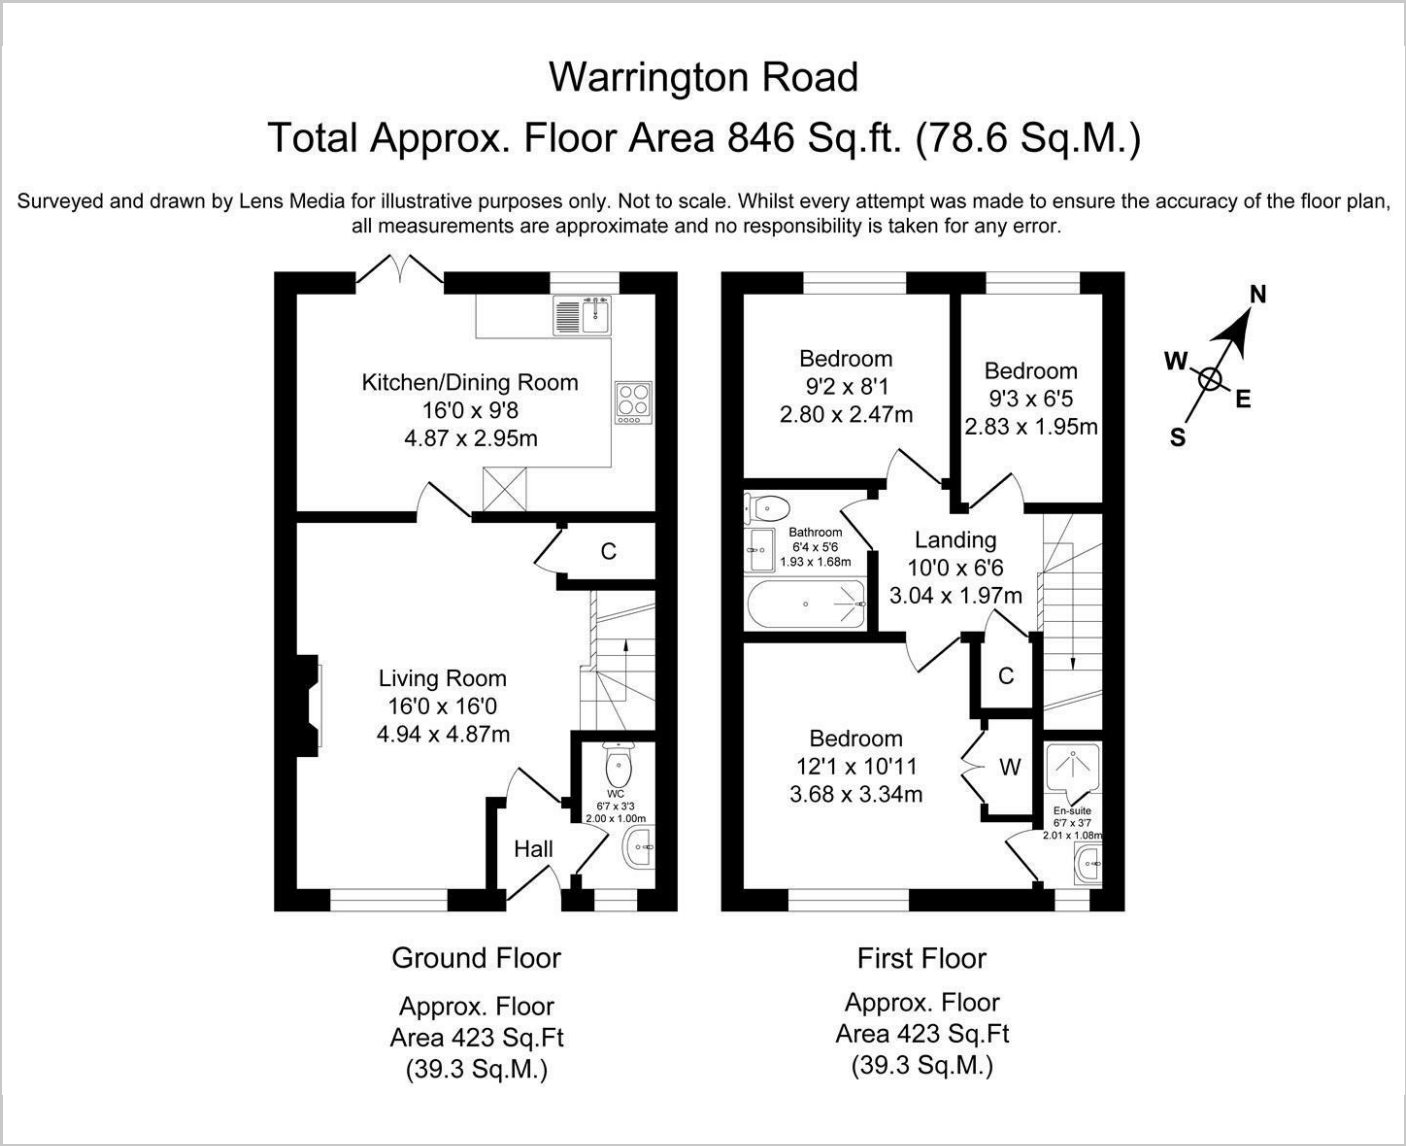 Warrington Road
Total Approx. Floor Area 846 Sq.ft. (78.6 Sq.M.)
Surveyed and drawn by Lens Media for illustrative purposes only. Not to scale. Whilst every attempt was made to ensure the accuracy of the floor plan,
all measurements are approximate and no responsibility is taken for any error.
Kitchen/Dining Room
16'0 x 9'8
4.87 x 2.95m
C
Living Room
16'0 x 16'0
4.94 x 4.87m
WC
6'7 x 3'3
2.00 x 1.00m
Hall
Ground Floor
Approx. Floor
Area 423 Sq.Ft
(39.3 Sq.M.)
Bedroom
9'2 x 8'1
2.80 x 2.47m
Bedroom
9'3 x 6'5
2.83 x 1.95m
Bathroom
6'4 x 5'6
1.93 x 1.68m
Landing
10'0 x 6'6
3.04 x 1.97m
C
Bedroom
12'1 x 10'11
3.68 x 3.34m
W
En-suite
6'7 x 3'7
2.01 x 1.08m
First Floor
Approx. Floor
Area 423 Sq.Ft
(39.3 Sq.M.)
N
W
E
S